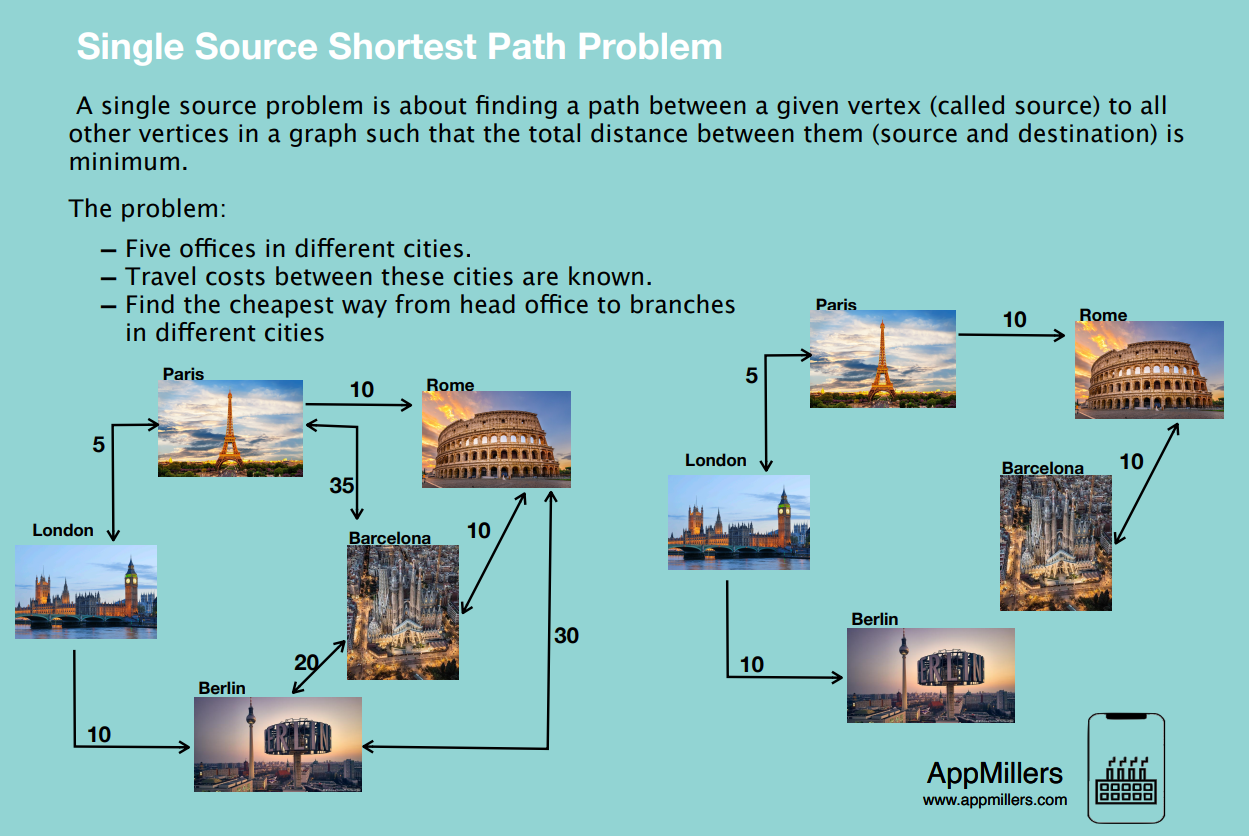 Single Source Shortest Path Problem
A single source problem is about finding a path between a given vertex (called source) to all
other vertices in a graph such that the total distance between them (source and destination) is
minimum.
The problem:
– Five offices in different cities.
– Travel costs between these cities are known.
– Find the cheapest way from head office to branches
in different cities
Paris
10
Rome
5
35
London
Barcelona
10
20
30
Berlin
10
BERLIN
Paris
10
Rome
5
London
Barcelona
10
Berlin
10
BERLIN
AppMillers
www.appmillers.com